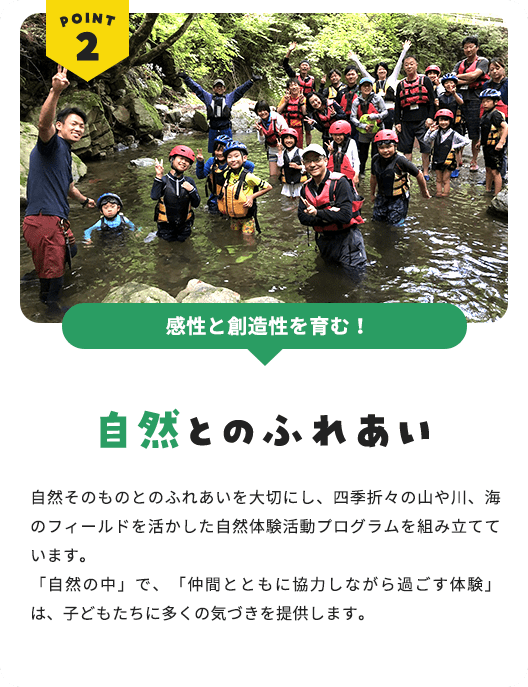 POINT
2
感性と創造性を育む！
自然とのふれあい
自然そのものとのふれあいを大切にし、四季折々の山や川、海
のフィールドを活かした自然体験活動プログラムを組み立てて
います。
「自然の中」で、「仲間とともに協力しながら過ごす体験」
は、子どもたちに多くの気づきを提供します。